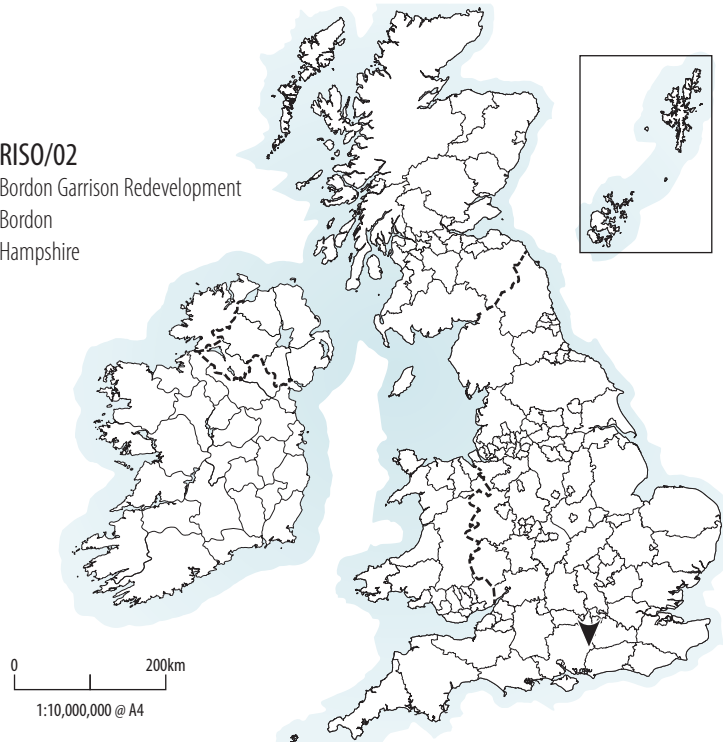 RISO/02
Bordon Garrison Redevelopment
Bordon
Hampshire
0 200km
1:10,000,000 @ A4